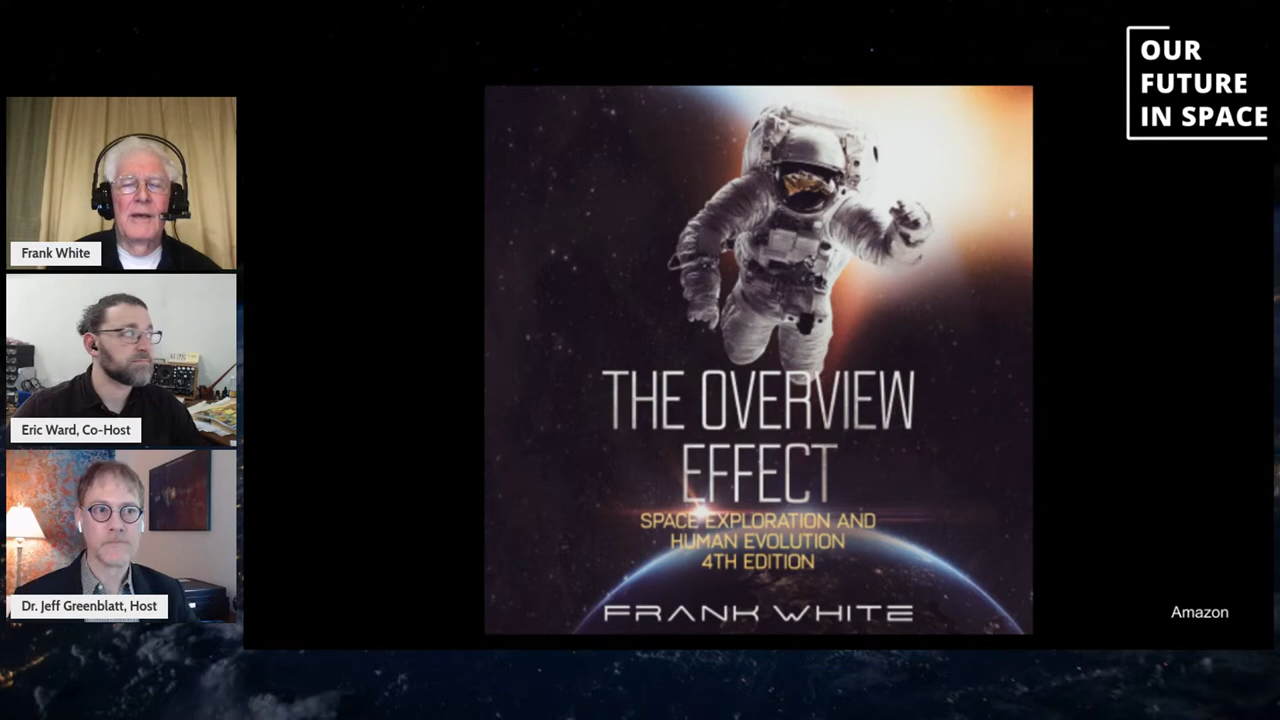 OUR
FUTURE
IN SPACE
Frank White
Eric Ward, Co-Host
Dr. Jeff Greenblatt, Host
THE OVERVIEW
EFFECT
SPACE EXPLORATION AND
HUMAN EVOLUTION
4TH EDITION
FRANK WHITE
Amazon